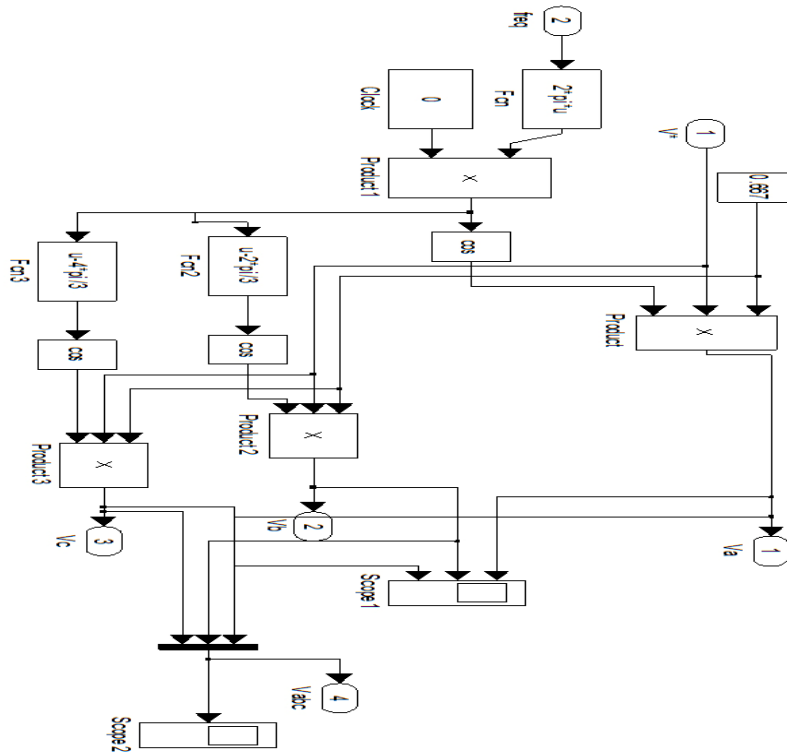 0.667
1
V*
X
Product
1
Va
2
freq
2*pi*u
Fcn
0
Clock
X
Product1
cos
Scope1
u-2*pi/3
Fcn2
cos
X
Product2
2
Vb
4
Vabc
u-4*pi/3
Fcn3
cos
X
Product3
3
Vc
Scope2